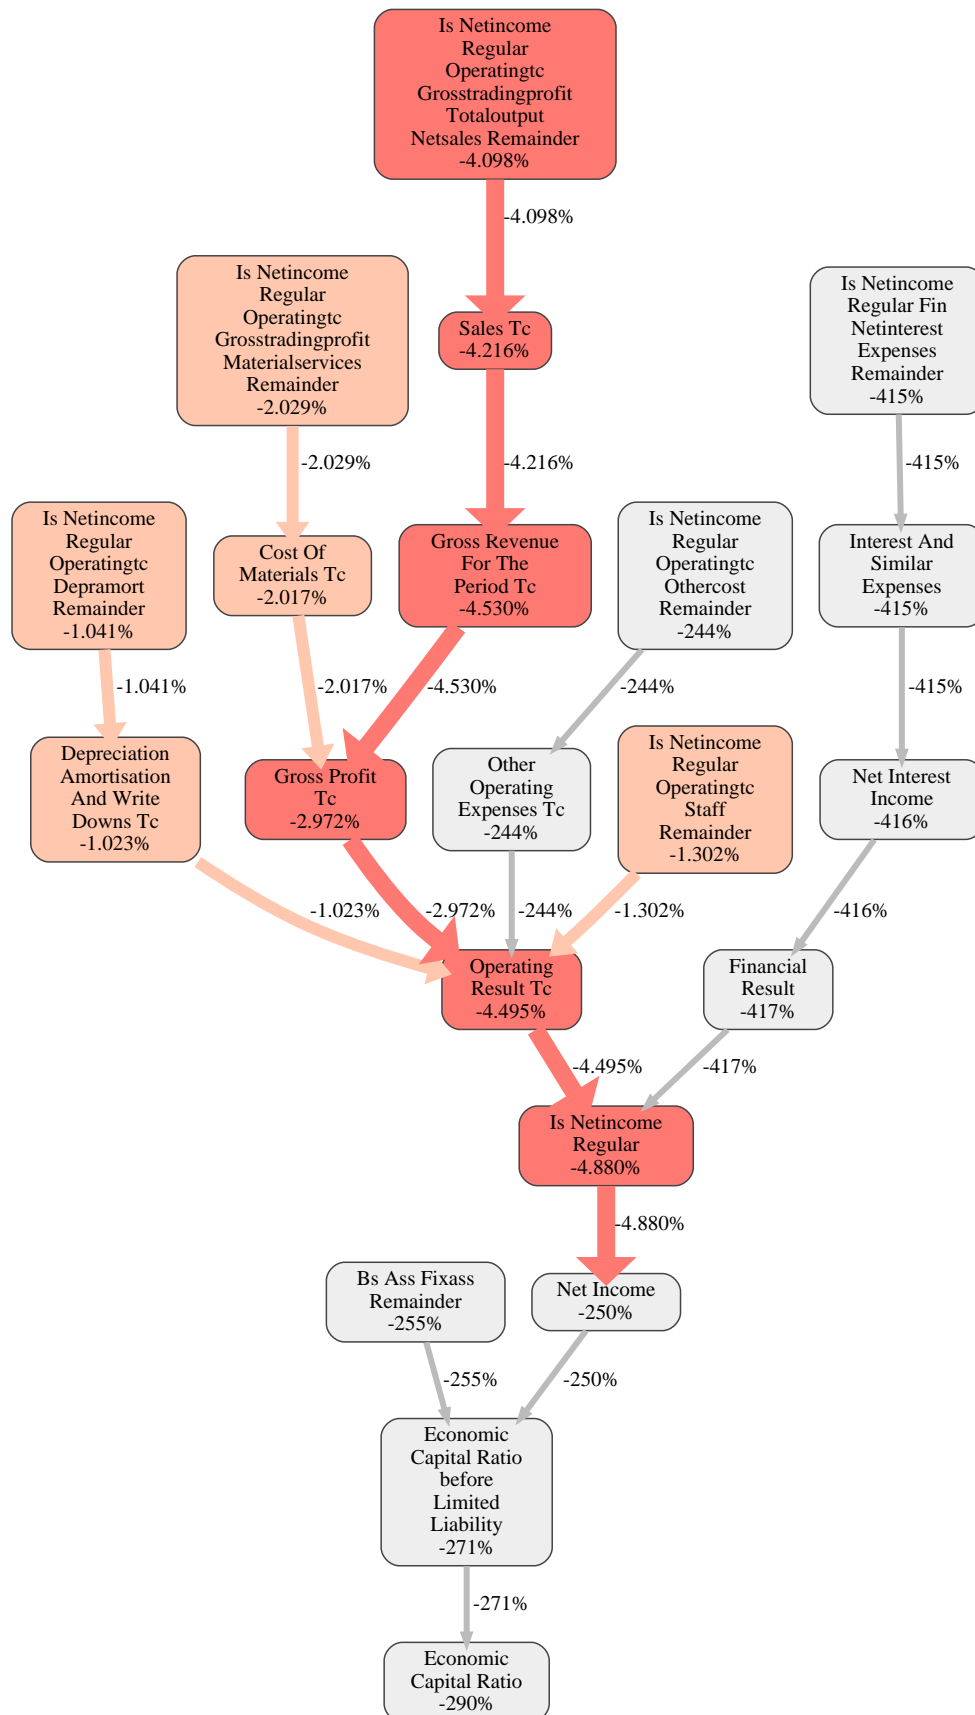 Is Netincome
Regular
Operatingtc
Grosstradingprofit
Totaloutput
Netsales Remainder
-4.098%
-4.098%
Is Netincome
Regular
Operatingtc
Grosstradingprofit
Materialservices
Remainder
-2.029%
Sales Tc
-4.216%
Is Netincome
Regular Fin
Netinterest
Expenses
Remainder
-415%
-2.029%
-4.216%
-415%
Is Netincome
Regular
Operatingtc
Depramort
Remainder
-1.041%
Cost Of
Materials Tc
-2.017%
Gross Revenue
For The
Period Tc
-4.530%
Is Netincome
Regular
Operatingtc
Othercost
Remainder
-244%
Interest And
Similar
Expenses
-415%
-1.041%
-2.017%
-4.530%
-244%
-415%
Depreciation
Amortisation
And Write
Downs Tc
-1.023%
Gross Profit
Tc
-2.972%
Other
Operating
Expenses Tc
-244%
Is Netincome
Regular
Operatingtc
Staff
Remainder
-1.302%
Net Interest
Income
-416%
-1.023%
-2.972%
-244%
-1.302%
-416%
Operating
Result Tc
-4.495%
Financial
Result
-417%
-4.495%
-417%
Is Netincome
Regular
-4.880%
-4.880%
Bs Ass Fixass
Remainder
-255%
Net Income
-250%
-255%
-250%
Economic
Capital Ratio
before
Limited
Liability
-271%
-271%
Economic
Capital Ratio
-290%